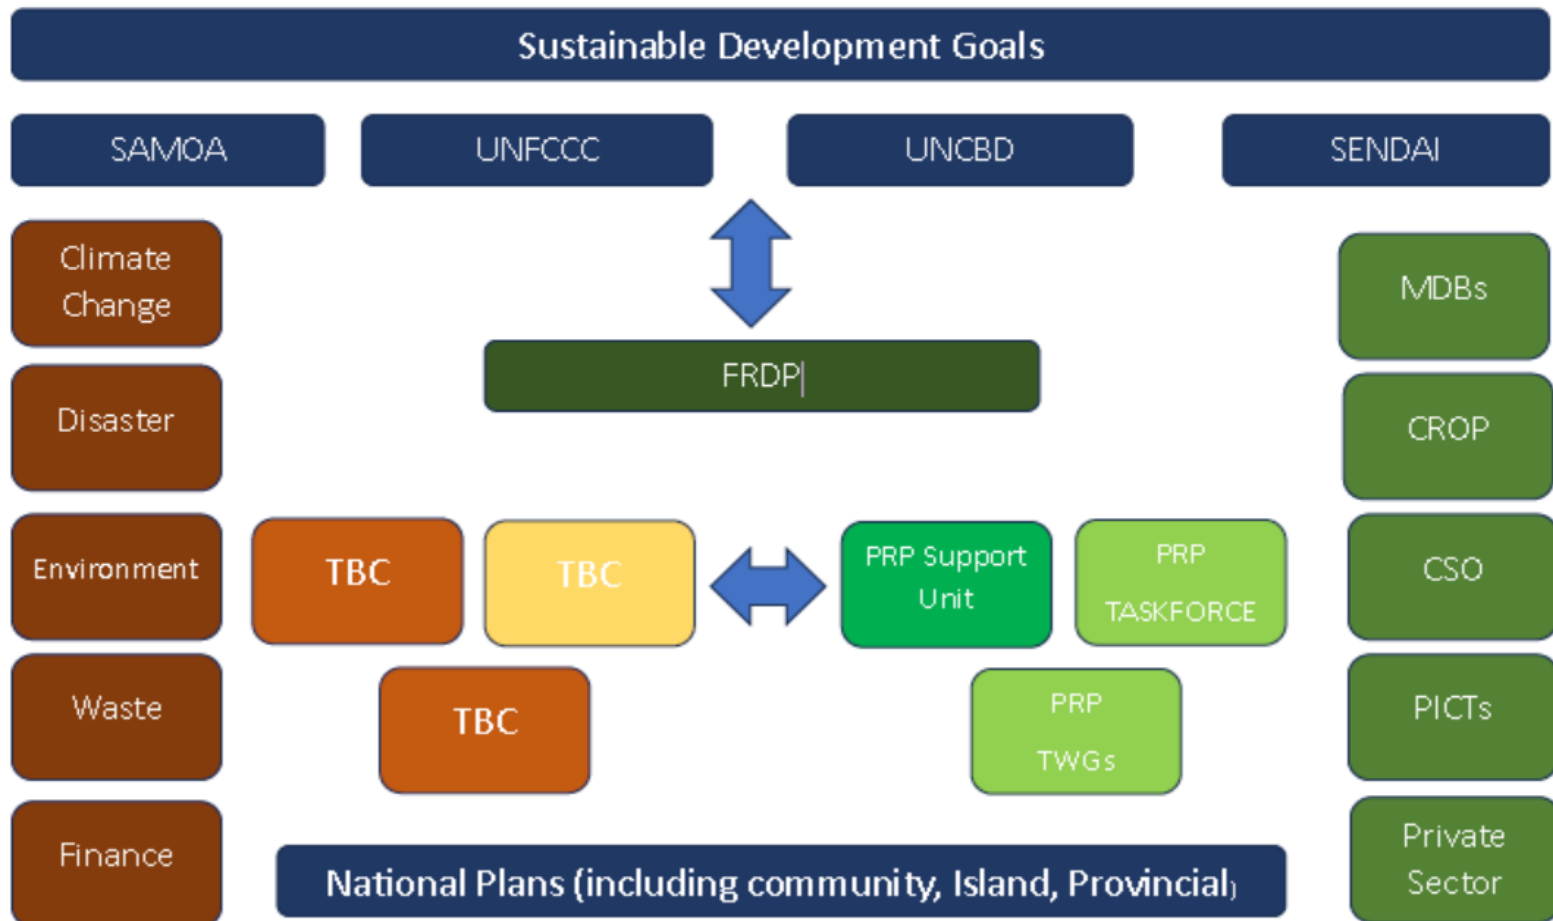 Sustainable Development Goals
SAMOA
UNFCCC
UNCBD
SENDAI
Climate
Change
MDBs
FRDP
Disaster
CROP
Environment
TBC
TBC
PRP Support
Unit
PRP
TASKFORCE
CSO
Waste
TBC
PRP
TWGs
PICTs
Finance
National Plans (including community, Island, Provincial)
Private
Sector